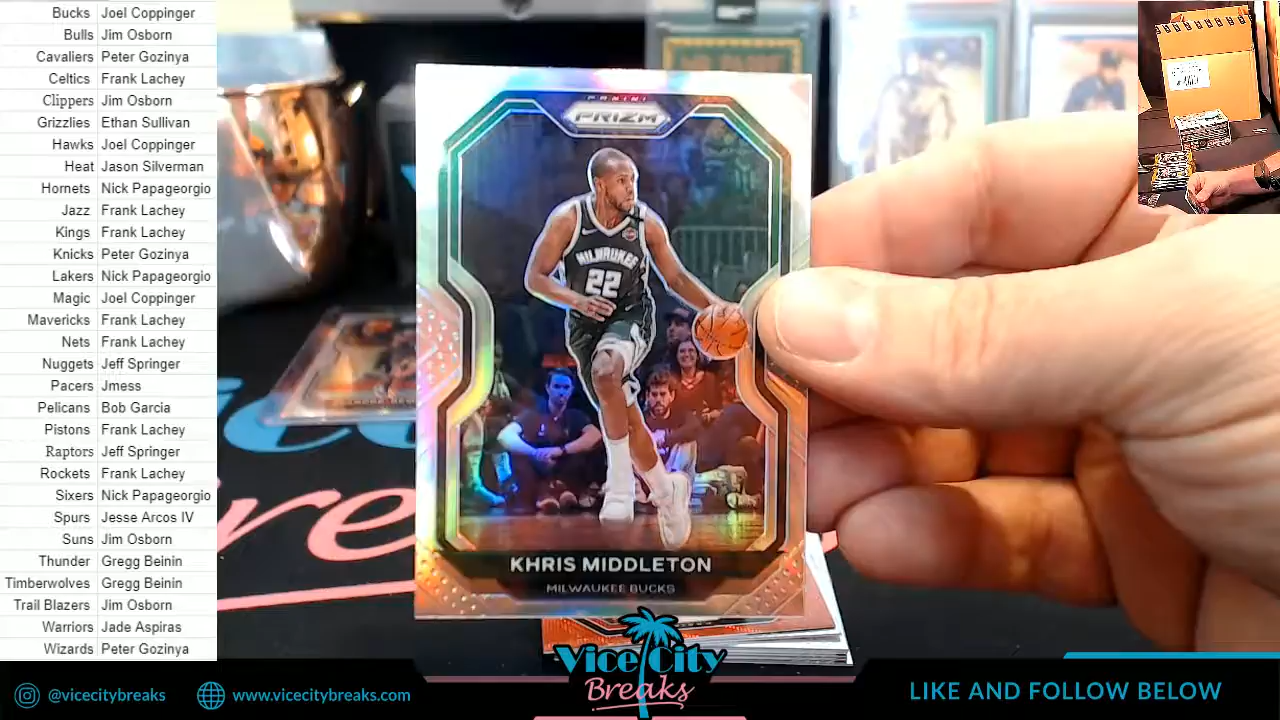 Bucks Joel Coppinger
Bulls Jim Osborn
Cavaliers Peter Gozinya
Celtics Frank Lachey
Clippers Jim Osborn
Grizzlies Ethan Sullivan
Hawks Joel Coppinger
Heat Jason Silverman
Hornets Nick Papageorgio
Jazz Frank Lachey
Kings Frank Lachey
Knicks Peter Gozinya
Lakers Nick Papageorgio
Magic Joel Coppinger
Mavericks Frank Lachey
Nets Frank Lachey
Nuggets Jeff Springer
Pacers Jmess
Pelicans Bob Garcia
Pistons Frank Lachey
Raptors Jeff Springer
Rockets Frank Lachey
Sixers Nick Papageorgio
Spurs Jesse Arcos IV
Suns Jim Osborn
Thunder Gregg Beinin
Timberwolves Gregg Beinin
Trail Blazers Jim Osborn
Warriors Jade Aspiras
Wizards Peter Gozinya
PANINI
PRIZM
MILWAUKEE
22
KHRIS MIDDLETON
MILWAUKEE BUCKS
Vice City
Breaks
@vicecitybreaks
www.vicecitybreaks.com
LIKE AND FOLLOW BELOW